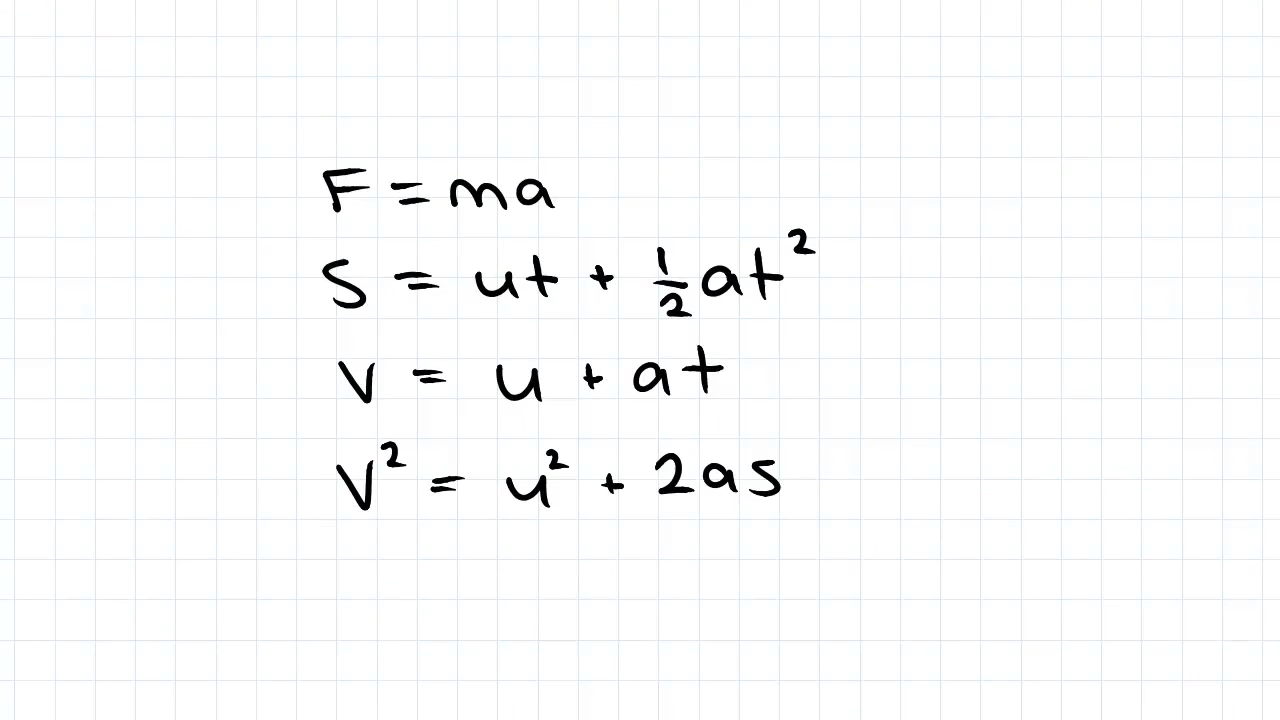 F = ma
S = ut + ½at²
V = u + at
V² = u² + 2as